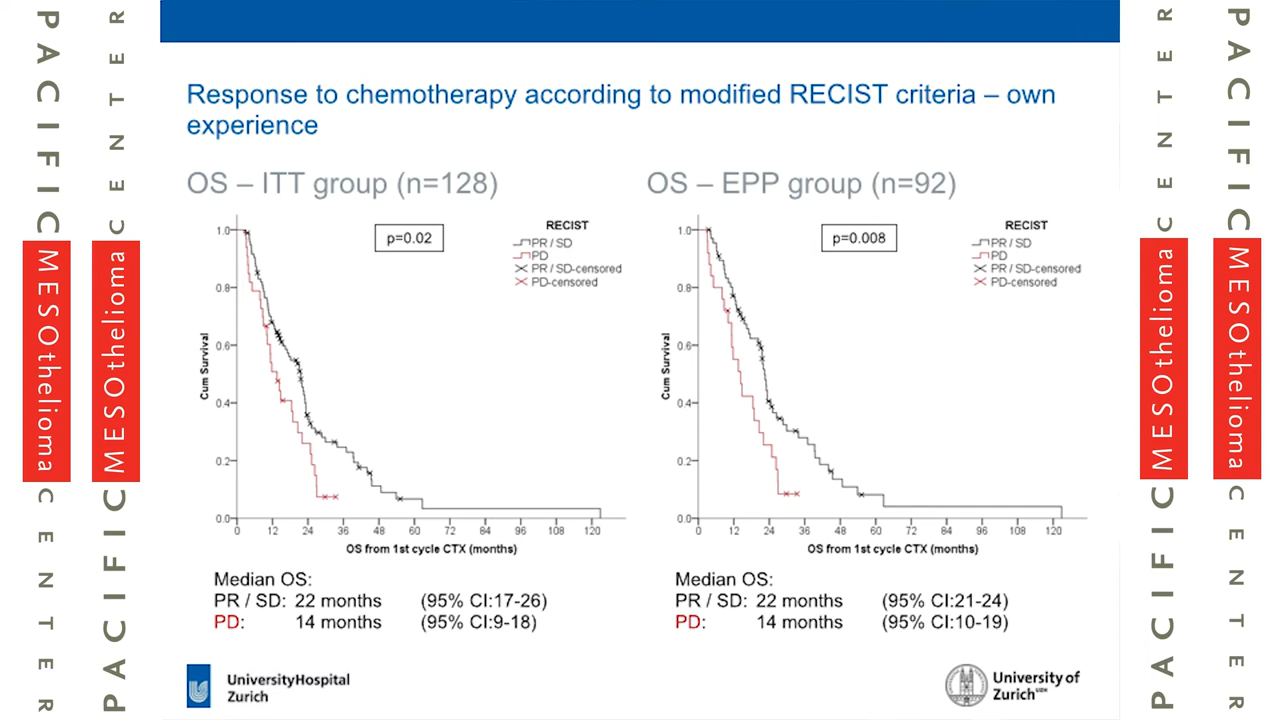 PACIFIC MESOthelioma CENTER
PACIFIC MESOthelioma CENTER
Response to chemotherapy according to modified RECIST criteria – own
experience
OS – ITT group (n=128)
p=0.02
RECIST
PR / SD
PD
PR / SD-censored
PD-censored
1.0
0.8
0.6
0.4
0.2
0.0
Cum Survival
0 12 24 36 48 60 72 84 96 108 120
OS from 1st cycle CTX (months)
Median OS:
PR / SD: 22 months (95% CI:17-26)
PD: 14 months (95% CI:9-18)
OS – EPP group (n=92)
p=0.008
RECIST
PR / SD
PD
PR / SD-censored
PD-censored
1.0
0.8
0.6
0.4
0.2
0.0
Cum Survival
0 12 24 36 48 60 72 84 96 108 120
OS from 1st cycle CTX (months)
Median OS:
PR / SD: 22 months (95% CI:21-24)
PD: 14 months (95% CI:10-19)
UniversityHospital
Zurich
University of
Zurich UZH
PACIFIC MESOthelioma CENTER
PACIFIC MESOthelioma CENTER